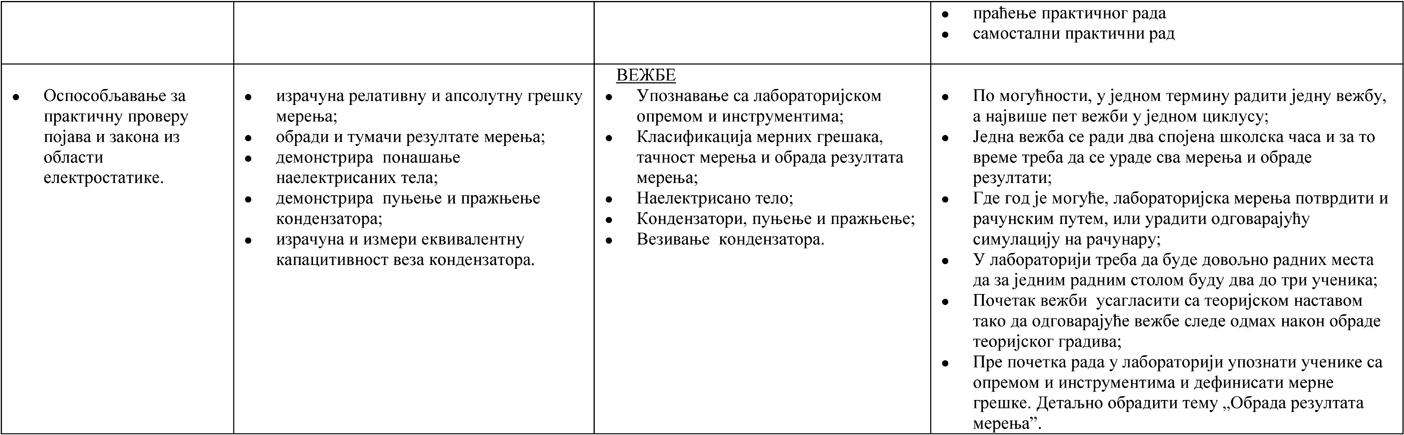 ● праћење практичног рада
● самостални практични рад
● Оспособљавање за
практичну проверу
појава и закона из
области
електростатике.
● израчуна релативну и апсолутну грешку
мерења;
● обради и тумачи резултате мерења;
● демонстрира понашање
наелектрисаних тела;
● демонстрира пуњење и пражњење
кондензатора;
● израчуна и измери еквивалентну
капацитивност веза кондензатора.
ВЕЖБЕ
● Упознавање са лабораторијском
опремом и инструментима;
● Класификација мерних грешака,
тачност мерења и обрада резултата
мерења;
● Наелектрисано тело;
● Кондензатори, пуњење и пражњење;
● Везивање кондензатора.
● По могућности, у једном термину радити једну вежбу,
а највише пет вежби у једном циклусу;
● Једна вежба се ради два спојена школска часа и за то
време треба да се ураде сва мерења и обраде
резултати;
● Где год је могуће, лабораторијска мерења потврдити и
рачунским путем, или урадити одговарајућу
симулацију на рачунару;
● У лабораторији треба да буде довољно радних места
да за једним радним столом буду два до три ученика;
● Почетак вежби усагласити са теоријском наставом
тако да одговарајуће вежбе следе одмах након обраде
теоријског градива;
● Пре почетка рада у лабораторији упознати ученике са
опремом и инструментима и дефинисати мерне
грешке. Детаљно обрадити тему „Обрада резултата
мерења”.